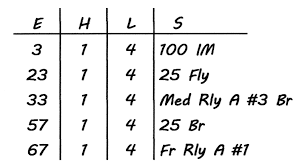 E H L S
3 1 4 100 IM
23 1 4 25 Fly
33 1 4 Med Rly A #3 Br
57 1 4 25 Br
67 1 4 Fr Rly A #1